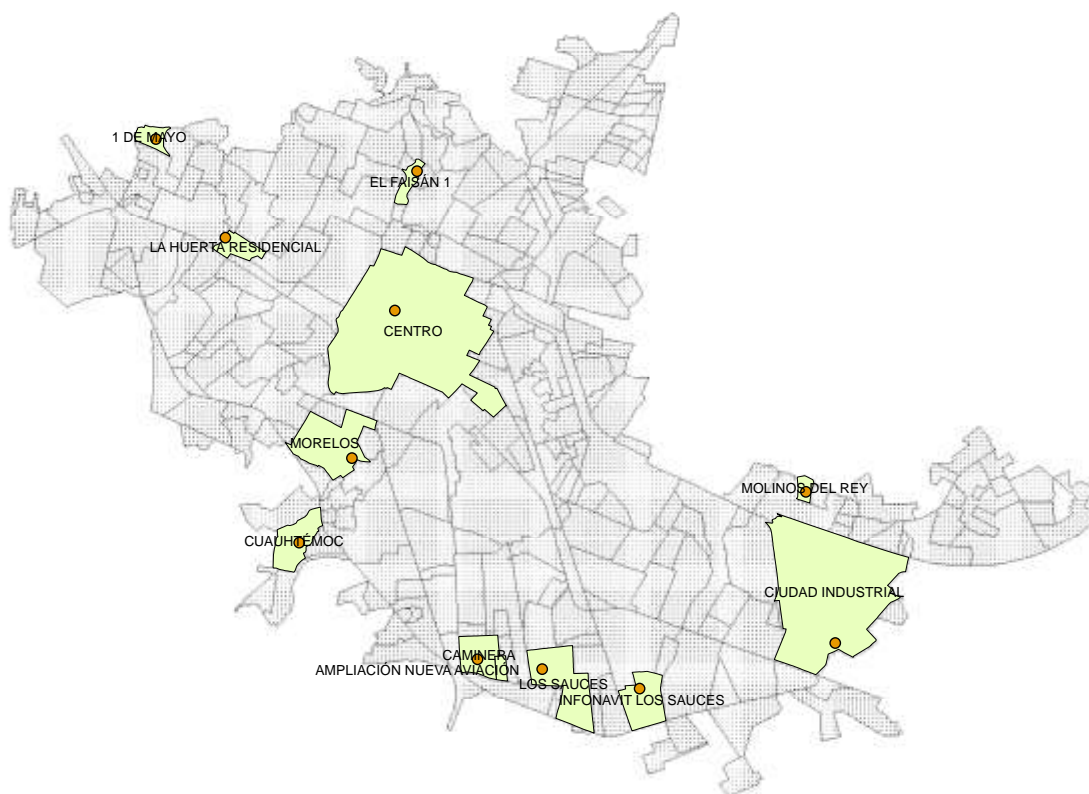 1 DE MAYO
EL FAISÁN 1
LA HUERTA RESIDENCIAL
CENTRO
MORELOS
MOLINOS DEL REY
CUAUHTÉMOC
CIUDAD INDUSTRIAL
CAMINERA
AMPLIACIÓN NUEVA AVIACIÓN
LOS SAUCES
INFONAVIT LOS SAUCES